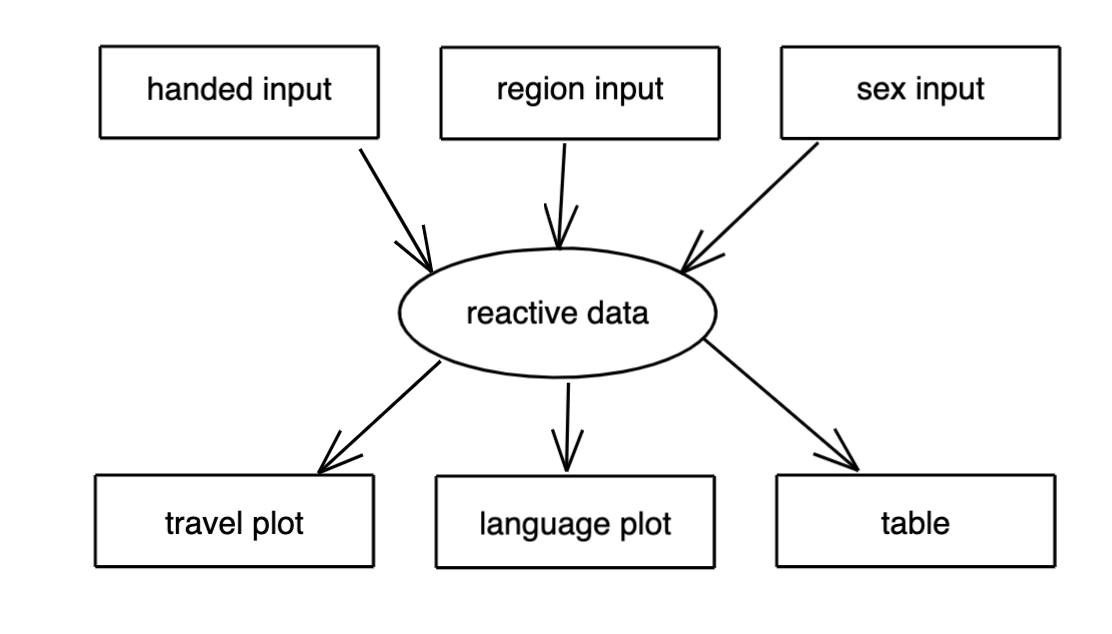 handed input
region input
sex input
reactive data
travel plot
language plot
table